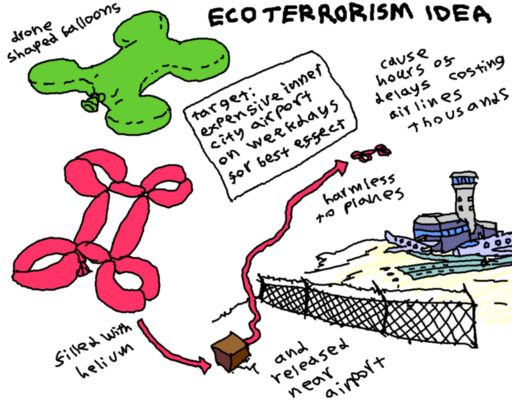 ECOTERRORISM IDEA
drone
shaped balloons
target:
expensive inner
city airport
on weekdays
for best effect
cause
hours of
delays costing
airlines
thousands
harmless
to planes
filled with
helium
and
released
near
airport